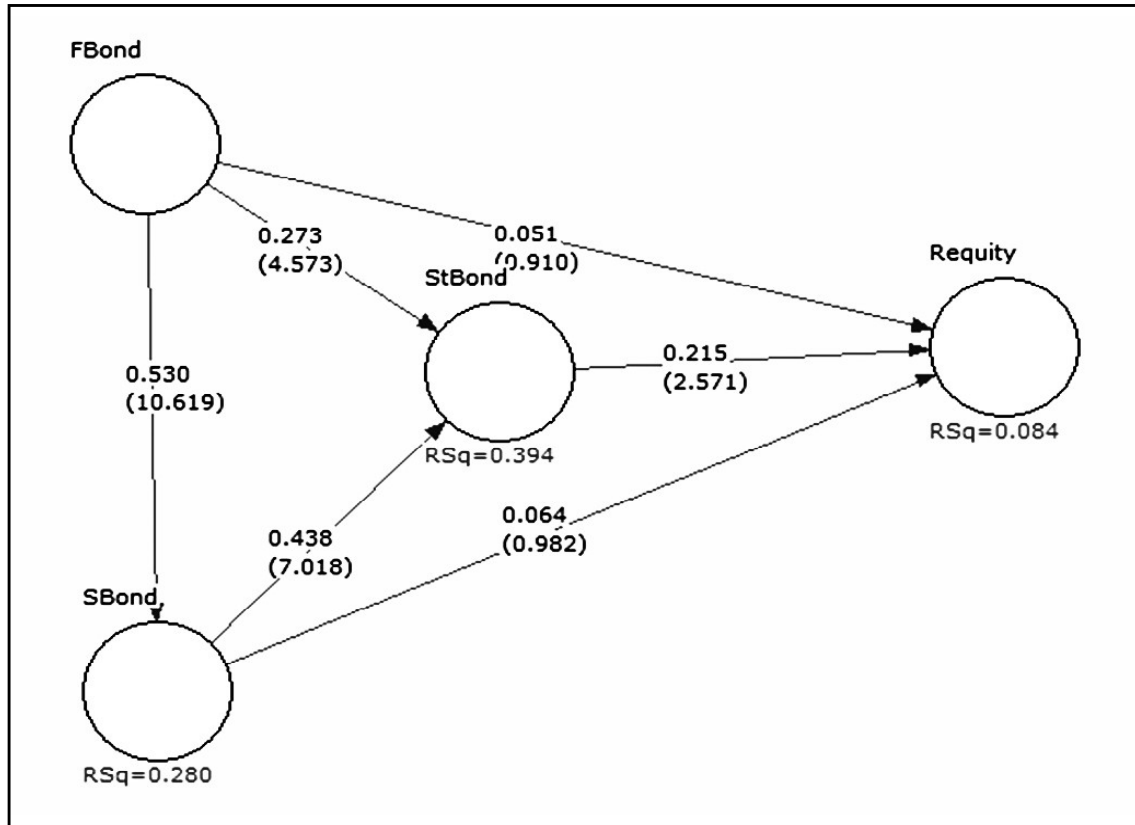 FBond
0.273
(4.573)
0.051
(0.910)
Requity
StBond
0.530
(10.619)
0.215
(2.571)
RSq=0.394
RSq=0.084
0.438
(7.018)
0.064
(0.982)
SBond
RSq=0.280